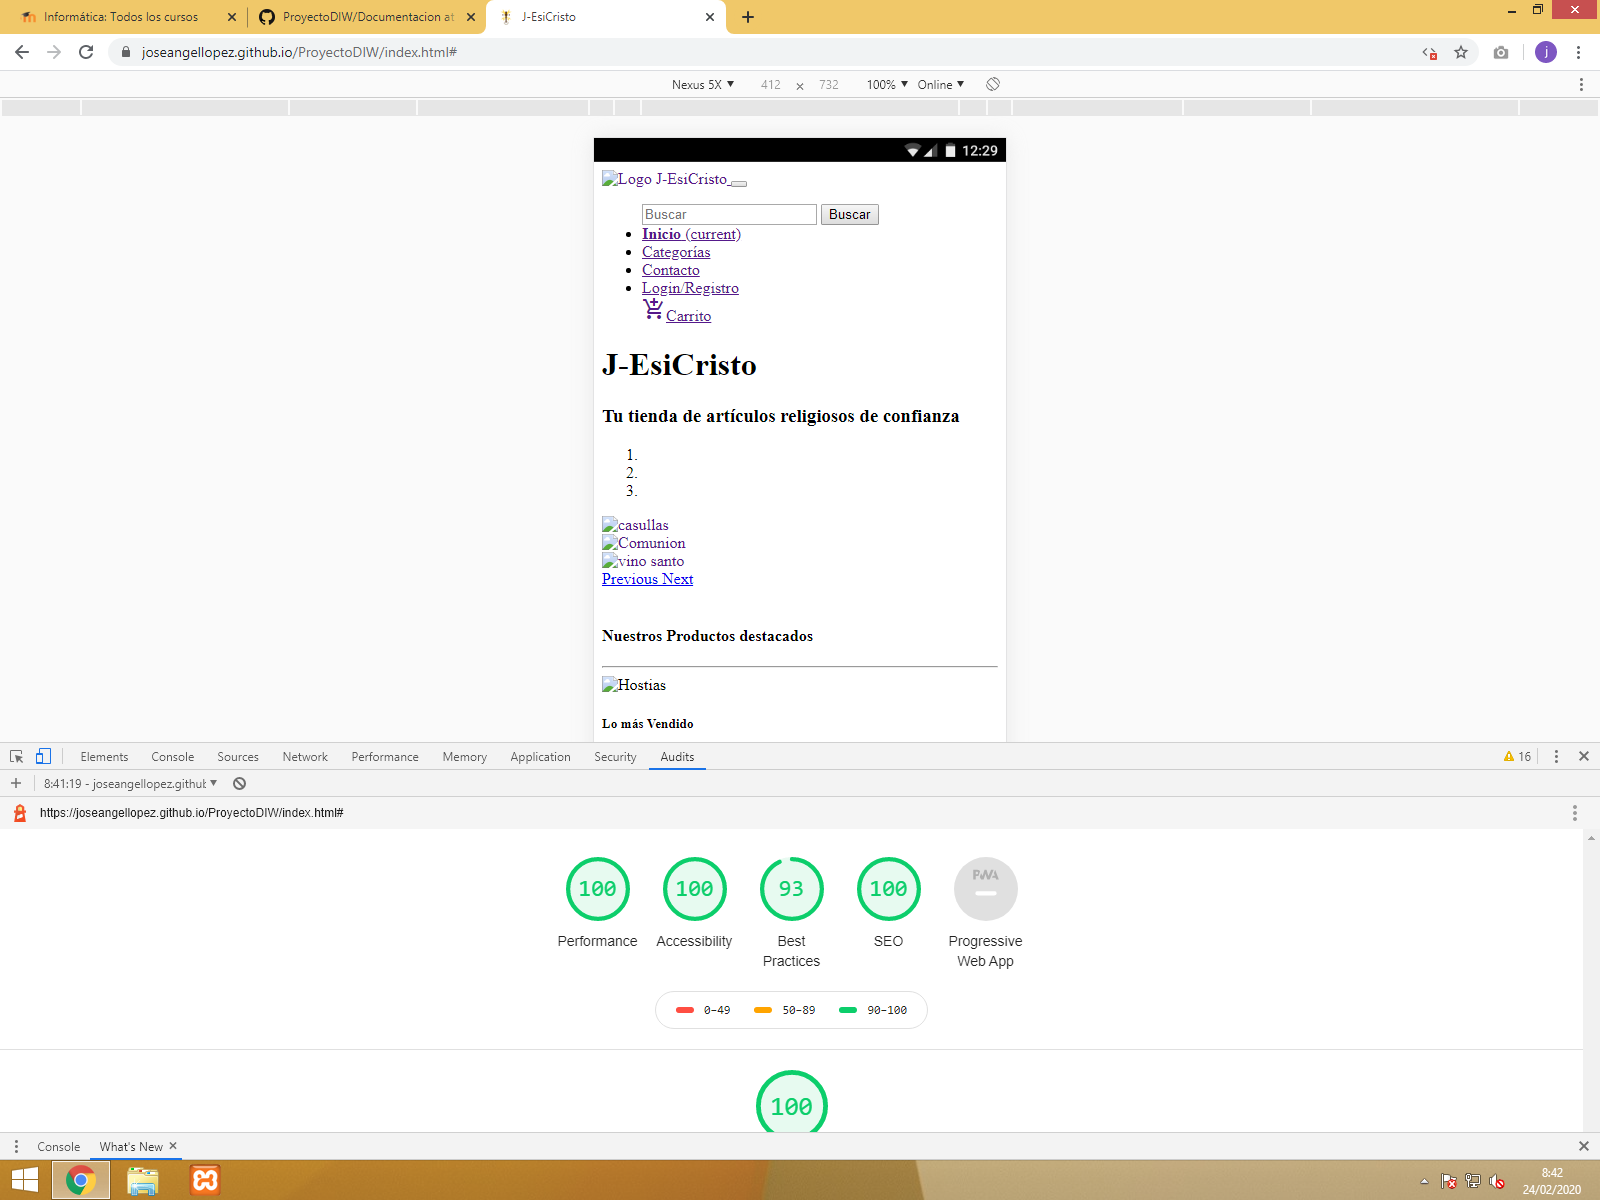 Informática: Todos los cursos
ProyectoDIW/Documentacion at
J-EsiCristo
joseangellopez.github.io/ProyectoDIW/index.html#
j
Nexus 5X 412 × 732 100% Online
12:29
Logo J-EsiCristo
Buscar Buscar
Inicio (current)
Categorías
Contacto
Login/Registro
Carrito
J-EsiCristo
Tu tienda de artículos religiosos de confianza
1.
2.
3.
casullas
Comunion
vino santo
Previous Next
Nuestros Productos destacados
Hostias
Lo más Vendido
Elements Console Sources Network Performance Memory Application Security Audits 16
8:41:19 - joseangellopez.github
https://joseangellopez.github.io/ProyectoDIW/index.html#
100 100 93 100 PWA
Performance Accessibility Best Practices SEO Progressive Web App
0–49 50–89 90–100
100
Console What's New
8:42
24/02/2020